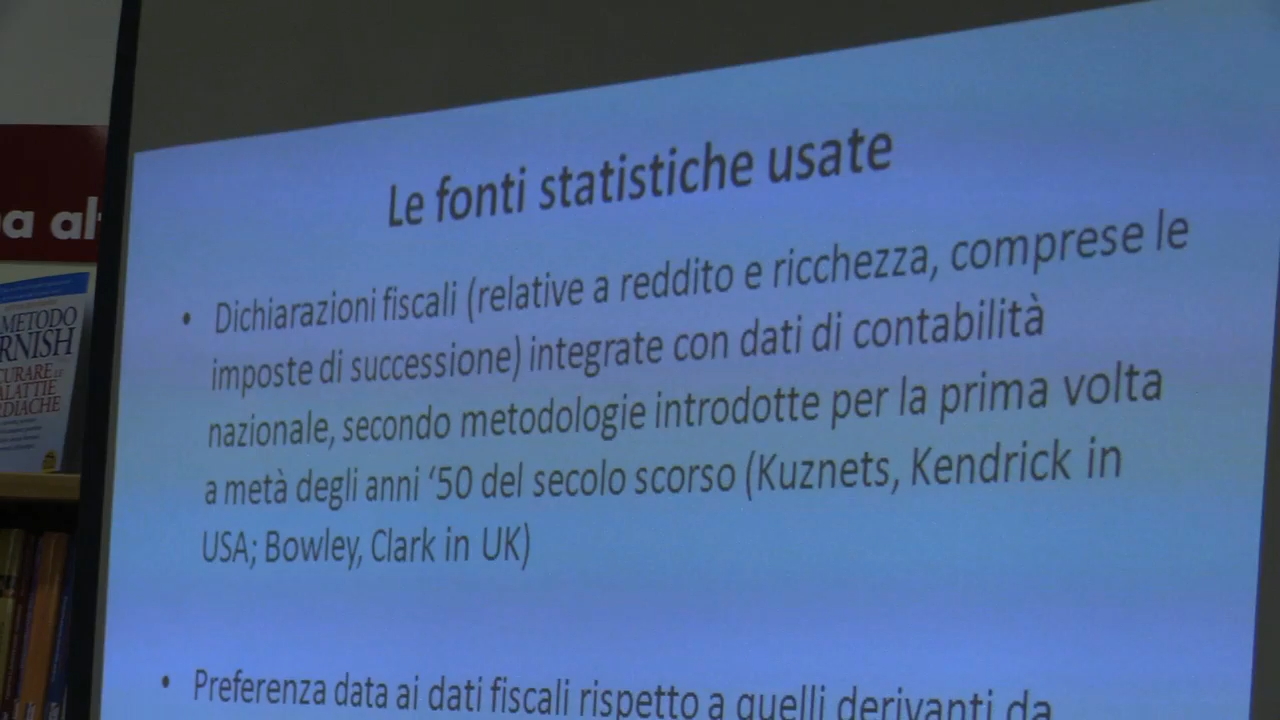 Le fonti statistiche usate
• Dichiarazioni fiscali (relative a reddito e ricchezza, comprese le
imposte di successione) integrate con dati di contabilità
nazionale, secondo metodologie introdotte per la prima volta
a metà degli anni ‘50 del secolo scorso (Kuznets, Kendrick in
USA; Bowley, Clark in UK)
• Preferenza data ai dati fiscali rispetto a quelli derivanti da
a al
METODO
RNISH
CURARE LE
ALATTIE
RDIACHE